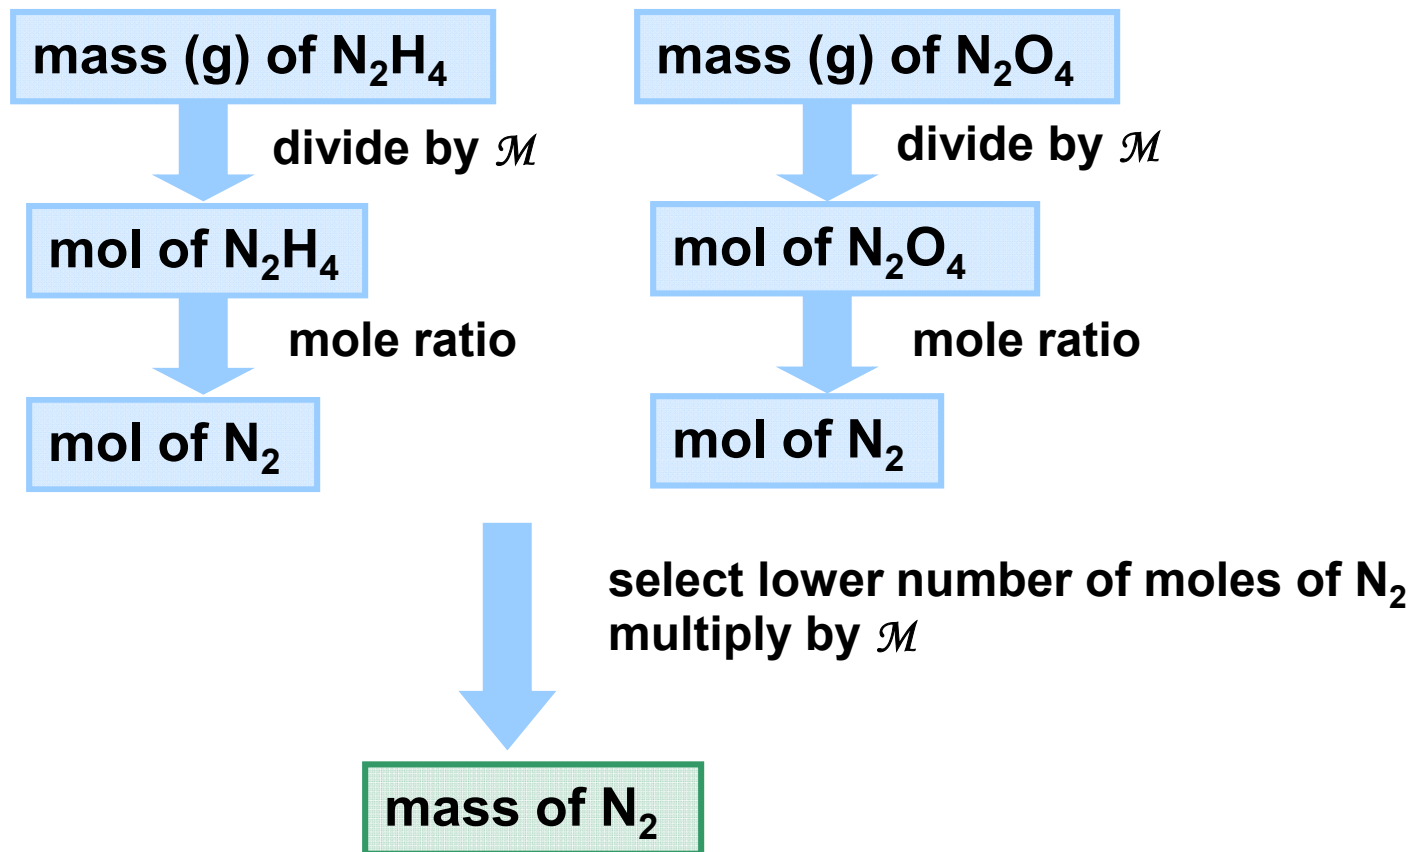 mass (g) of N₂H₄
divide by ℳ
mol of N₂H₄
mole ratio
mol of N₂
mass (g) of N₂O₄
divide by ℳ
mol of N₂O₄
mole ratio
mol of N₂
select lower number of moles of N₂
multiply by ℳ
mass of N₂